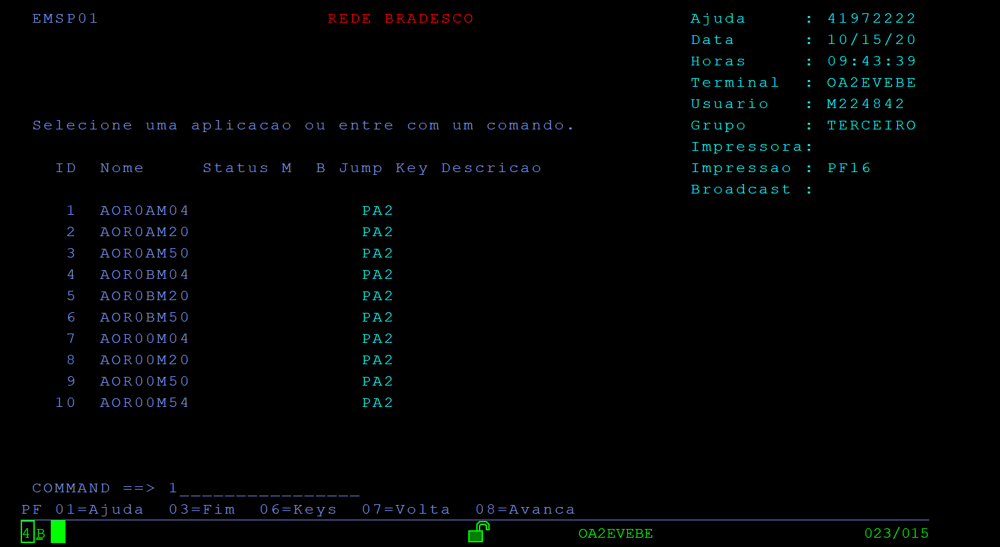 EMSP01 REDE BRADESCO Ajuda : 41972222
Data : 10/15/20
Horas : 09:43:39
Terminal : OA2EVEBE
Usuario : M224842
Selecione uma aplicacao ou entre com um comando. Grupo : TERCEIRO
Impressora:
ID Nome Status M B Jump Key Descricao Impressao : PF16
Broadcast :
1 AOR0AM04 PA2
2 AOR0AM20 PA2
3 AOR0AM50 PA2
4 AOR0BM04 PA2
5 AOR0BM20 PA2
6 AOR0BM50 PA2
7 AOR00M04 PA2
8 AOR00M20 PA2
9 AOR00M50 PA2
10 AOR00M54 PA2
COMMAND ==> 1________________
PF 01=Ajuda 03=Fim 06=Keys 07=Volta 08=Avanca
4 B OA2EVEBE 023/015